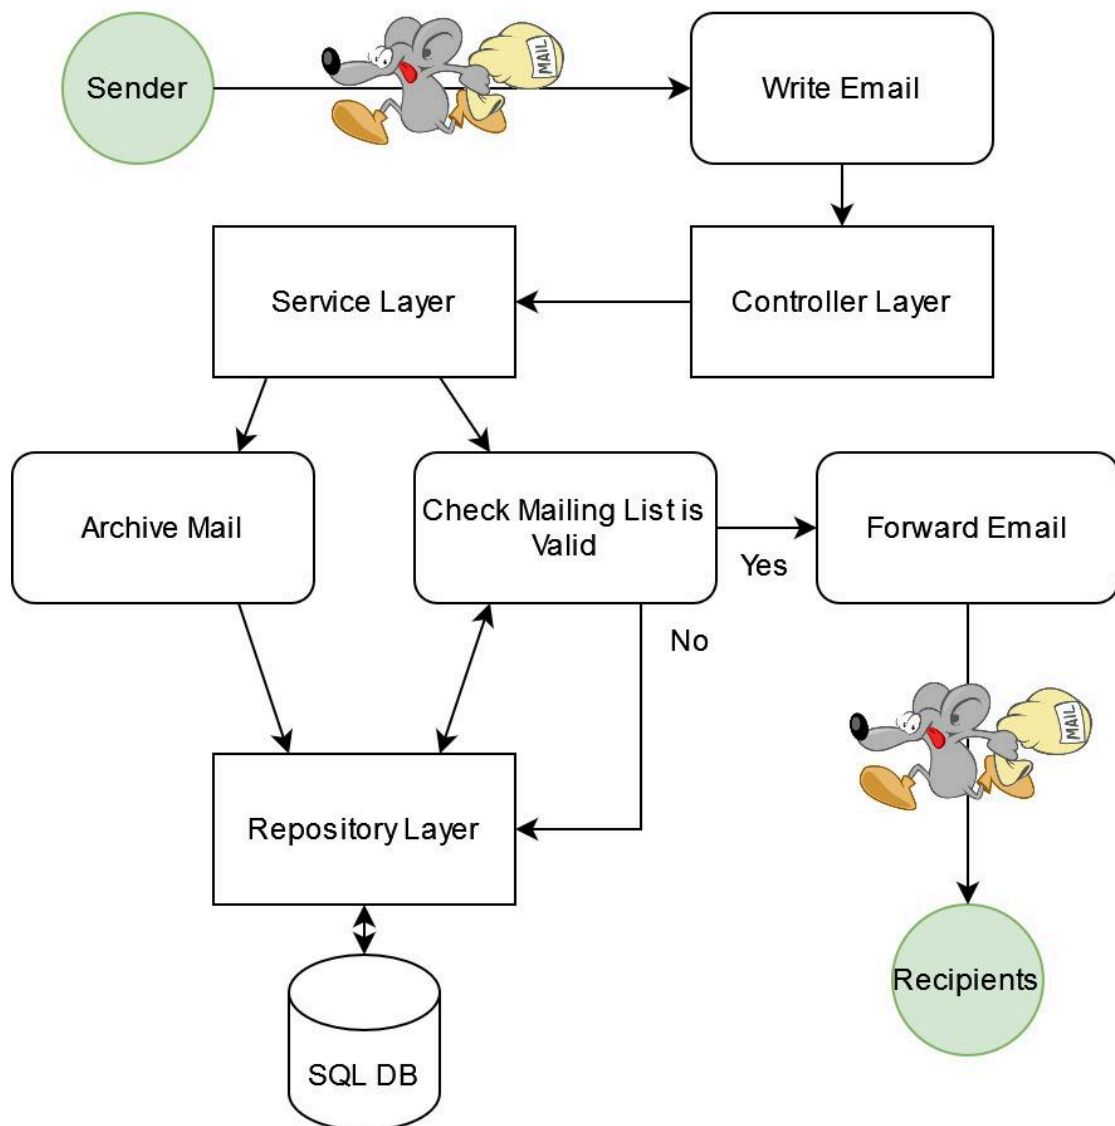 Sender
MAIL
Write Email
Service Layer
Controller Layer
Archive Mail
Check Mailing List is
Valid
Yes
Forward Email
No
MAIL
Repository Layer
Recipients
SQL DB